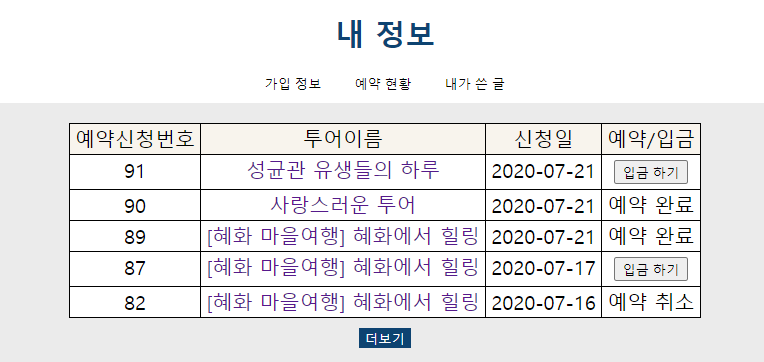 내 정보
가입 정보 예약 현황 내가 쓴 글
예약신청번호 투어이름 신청일 예약/입금
91 성균관 유생들의 하루 2020-07-21 입금 하기
90 사랑스러운 투어 2020-07-21 예약 완료
89 [혜화 마을여행] 혜화에서 힐링 2020-07-21 예약 완료
87 [혜화 마을여행] 혜화에서 힐링 2020-07-17 입금 하기
82 [혜화 마을여행] 혜화에서 힐링 2020-07-16 예약 취소
더보기